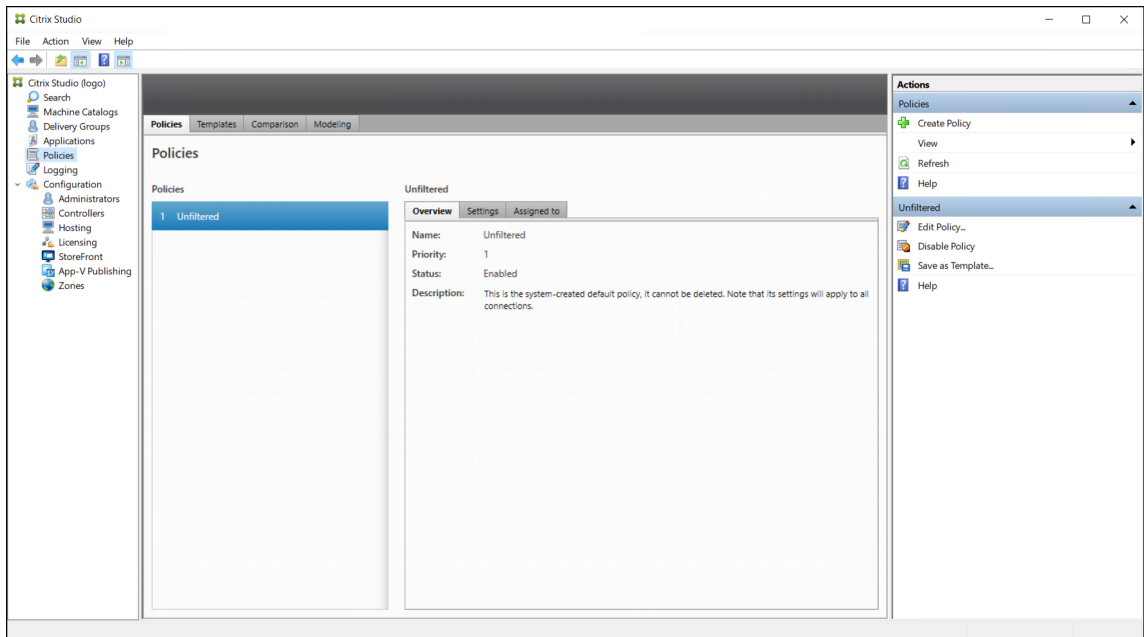 Citrix Studio
File Action View Help
Citrix Studio (logo)
Search
Machine Catalogs
Delivery Groups
Applications
Policies
Logging
Configuration
Administrators
Controllers
Hosting
Licensing
StoreFront
App-V Publishing
Zones
Policies Templates Comparison Modeling
Policies
Policies
1 Unfiltered
Unfiltered
Overview Settings Assigned to
Name: Unfiltered
Priority: 1
Status: Enabled
Description: This is the system-created default policy, it cannot be deleted. Note that its settings will apply to all
connections.
Actions
Policies
Create Policy
View
Refresh
Help
Unfiltered
Edit Policy...
Disable Policy
Save as Template...
Help